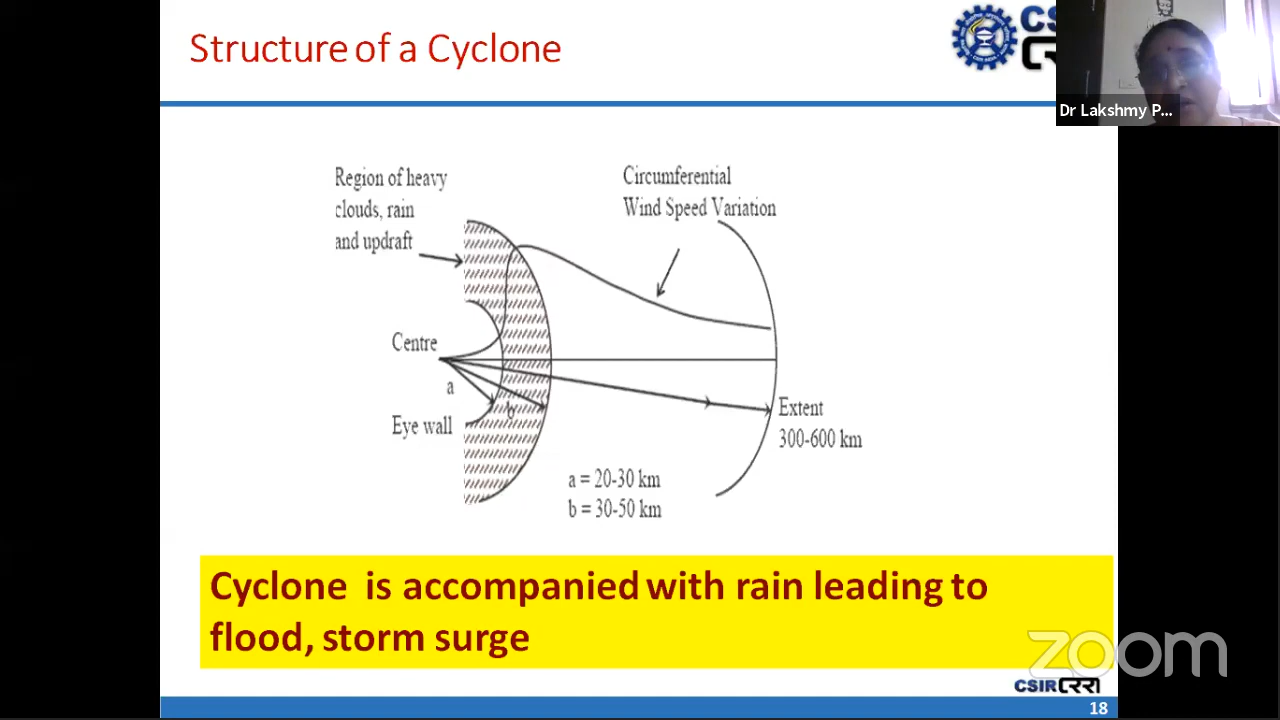 Structure of a Cyclone
CS
Dr Lakshmy P...
Region of heavy
clouds, rain
and updraft
Circumferential
Wind Speed Variation
Centre
a
b
Eye wall
Extent
300-600 km
a = 20-30 km
b = 30-50 km
Cyclone is accompanied with rain leading to
flood, storm surge
zoom
CSIR CRRI
18